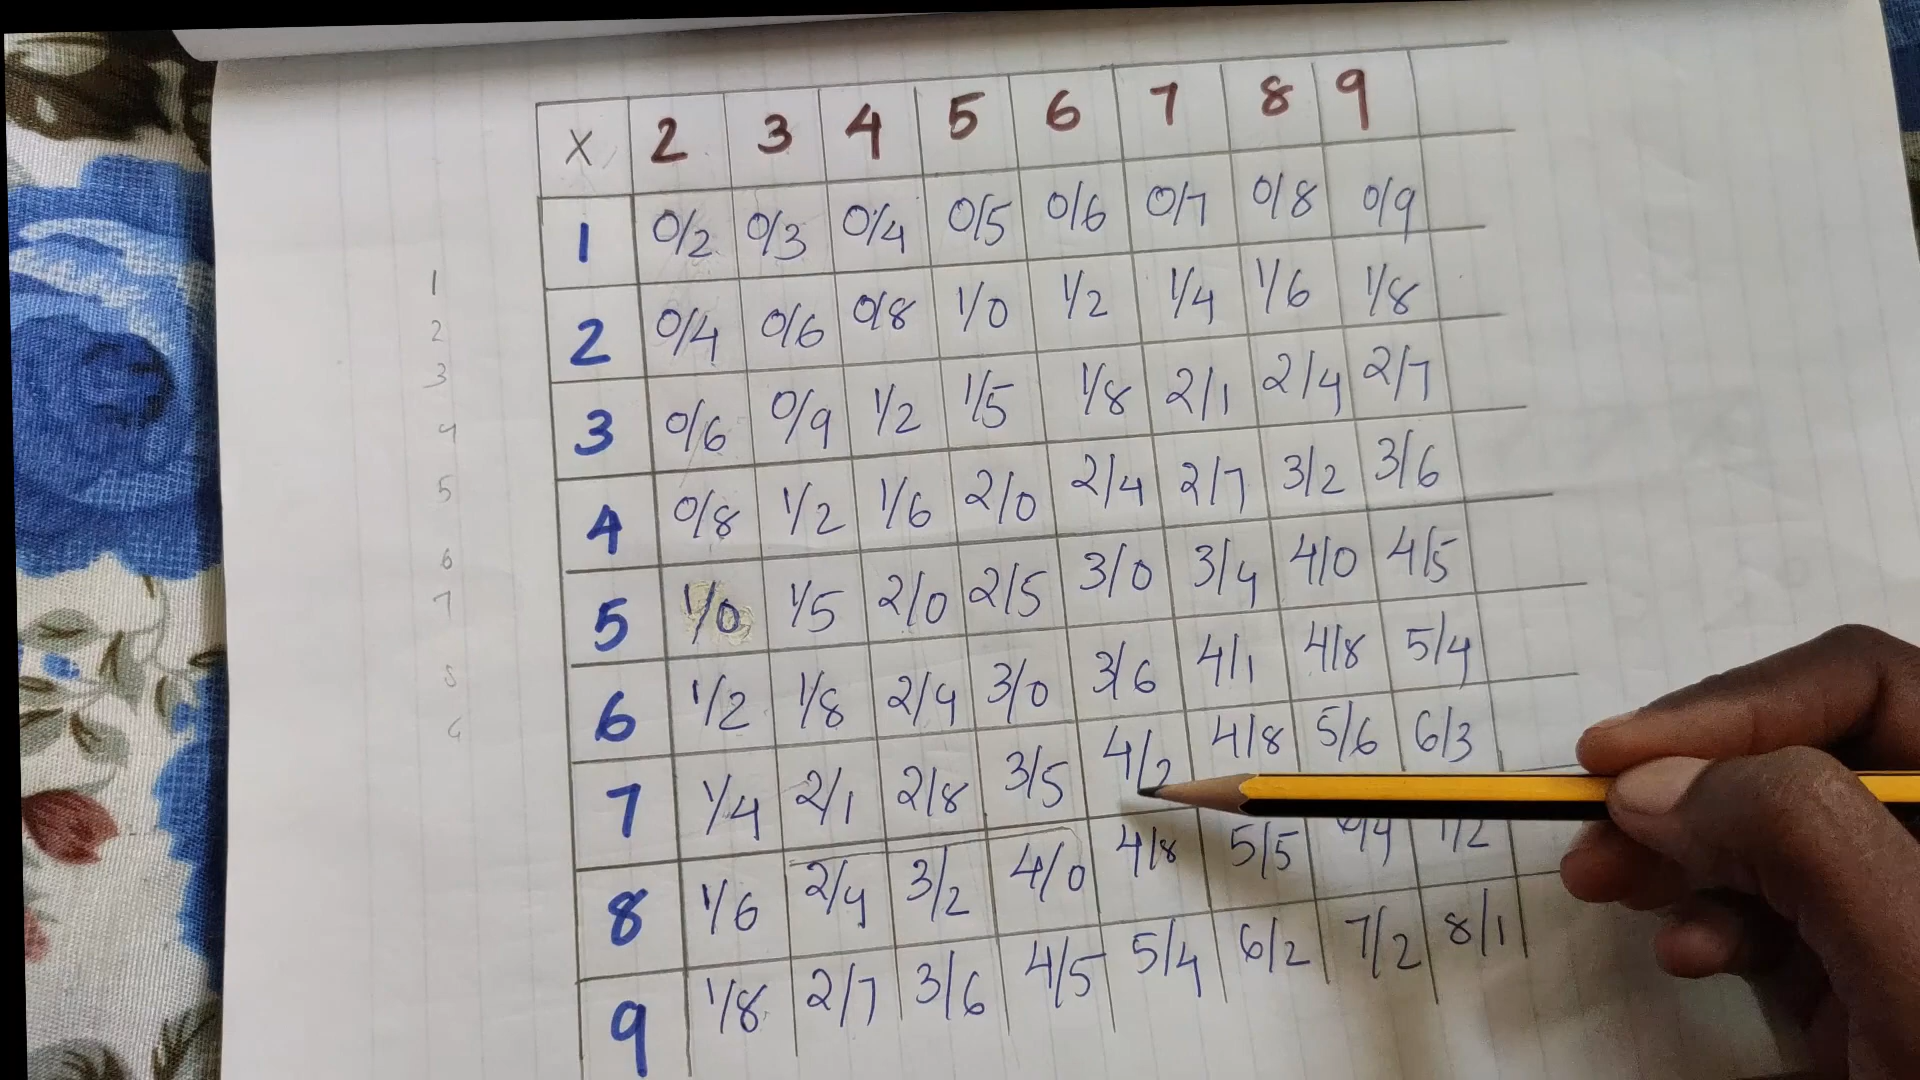 X 2 3 4 5 6 7 8 9
1 0/2 0/3 0/4 0/5 0/6 0/7 0/8 0/9
2 0/4 0/6 0/8 1/0 1/2 1/4 1/6 1/8
3 0/6 0/9 1/2 1/5 1/8 2/1 2/4 2/7
4 0/8 1/2 1/6 2/0 2/4 2/7 3/2 3/6
5 1/0 1/5 2/0 2/5 3/0 3/4 4/0 4/5
6 1/2 1/8 2/4 3/0 3/6 4/1 4/8 5/4
7 1/4 2/1 2/8 3/5 4/2 4/8 5/6 6/3
8 1/6 2/4 3/2 4/0 4/8 5/5
9 1/8 2/7 3/6 4/5 5/4 6/2 7/2 8/1
1
2
3
4
5
6
7